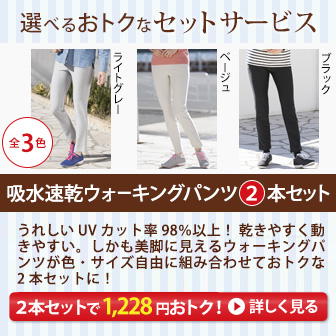 選べるおトクなセットサービス
ライトグレー
ベージュ
ブラック
全3色
吸水速乾ウォーキングパンツ②本セット
うれしいUVカット率98%以上！ 乾きやすく動
きやすい。しかも美脚に見えるウォーキングパ
ンツが色・サイズ自由に組み合わせておトクな
2本セットに！
2本セットで1,228円おトク！ 詳しく見る